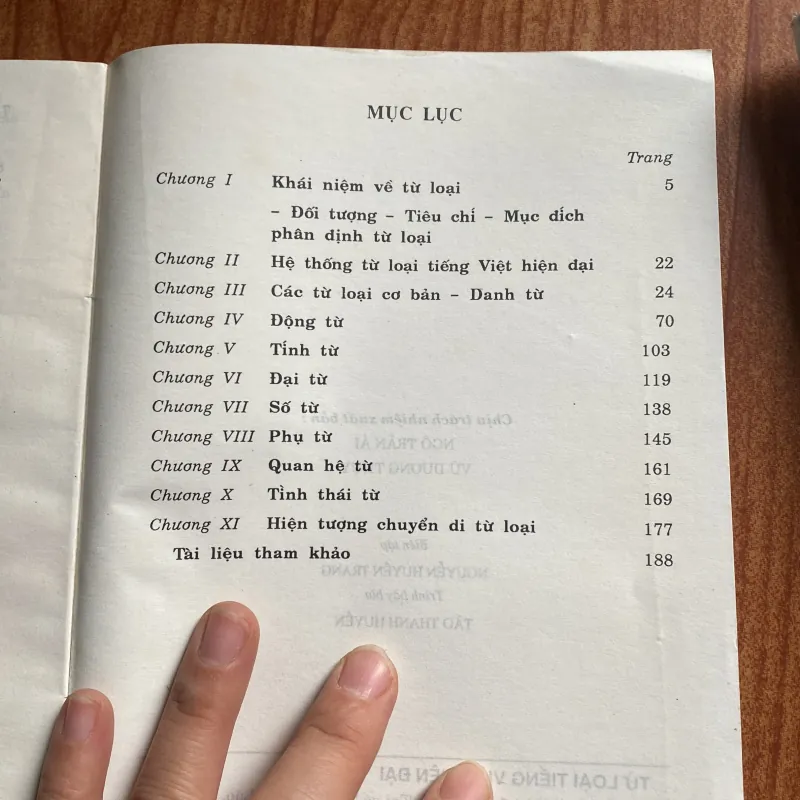 MỤC LỤC
Trang
Chương I Khái niệm về từ loại 5
– Đối tượng – Tiêu chí – Mục đích
phân định từ loại
Chương II Hệ thống từ loại tiếng Việt hiện đại 22
Chương III Các từ loại cơ bản – Danh từ 24
Chương IV Động từ 70
Chương V Tính từ 103
Chương VI Đại từ 119
Chương VII Số từ 138
Chương VIII Phụ từ 145
Chương IX Quan hệ từ 161
Chương X Tình thái từ 169
Chương XI Hiện tượng chuyển di từ loại 177
Tài liệu tham khảo 188